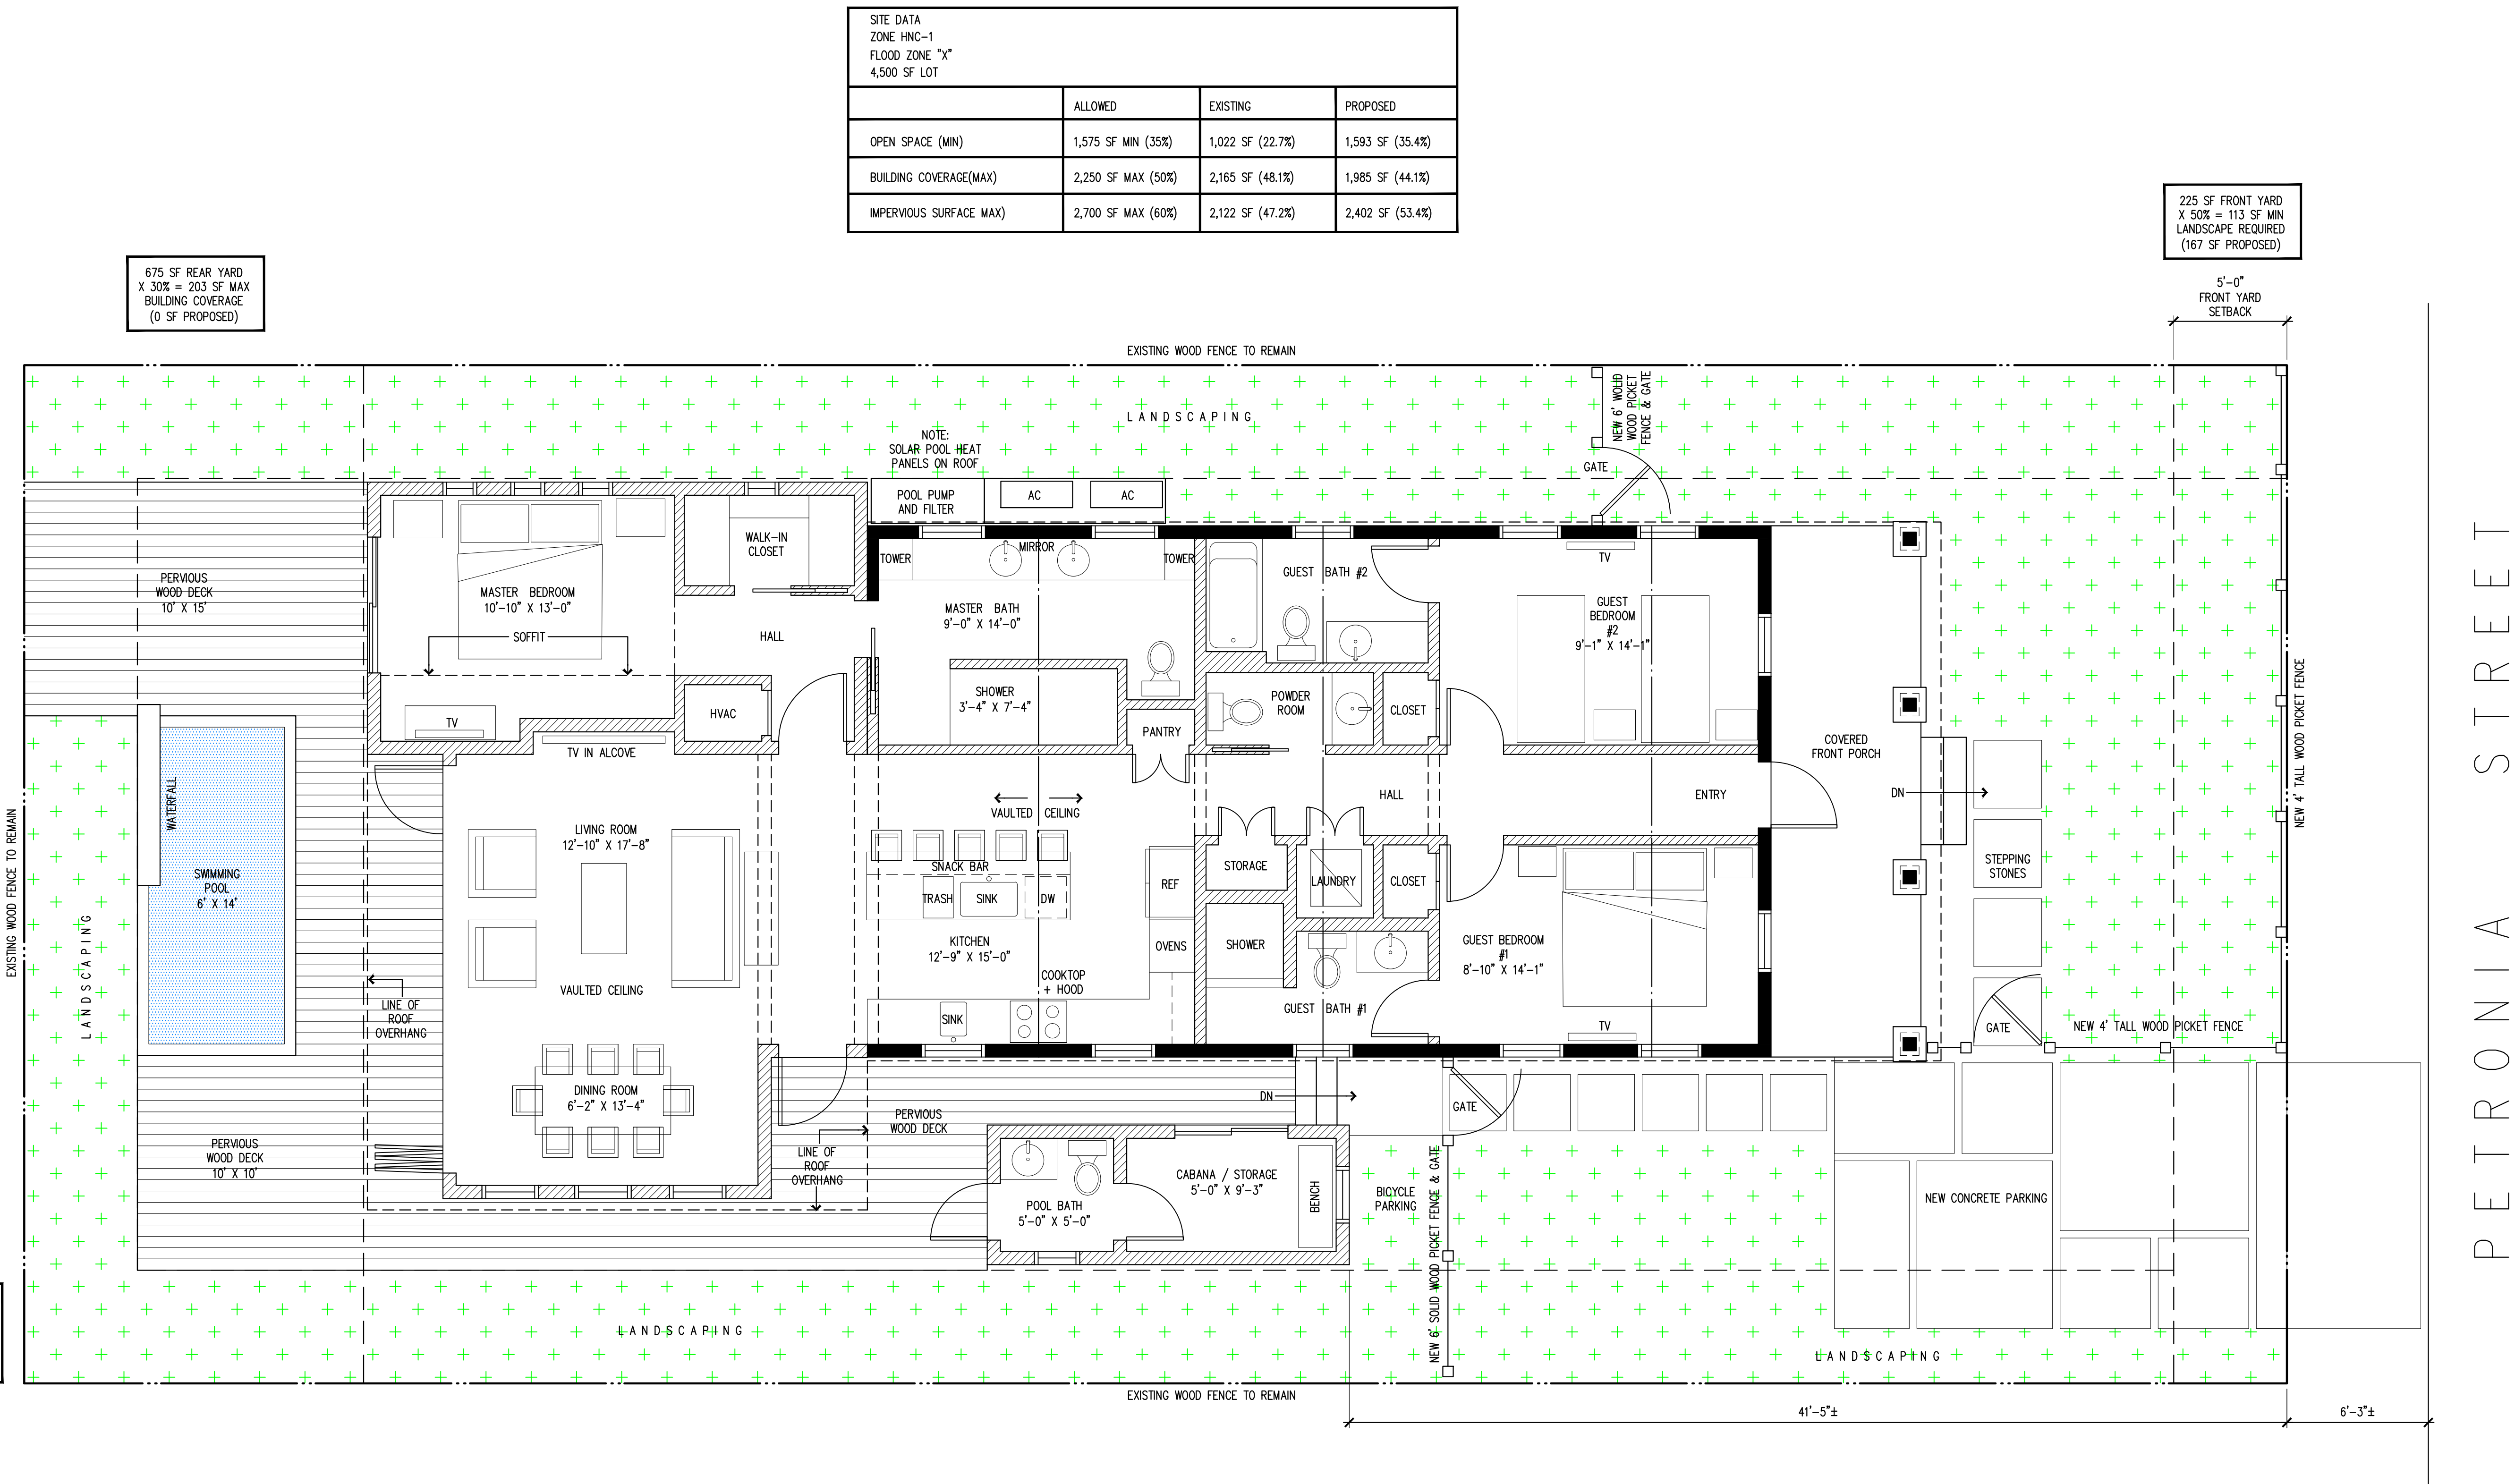 SITE DATA
ZONE HNC-1
FLOOD ZONE "X"
4,500 SF LOT
ALLOWED EXISTING PROPOSED
OPEN SPACE (MIN) 1,575 SF MIN (35%) 1,022 SF (22.7%) 1,593 SF (35.4%)
BUILDING COVERAGE(MAX) 2,250 SF MAX (50%) 2,165 SF (48.1%) 1,985 SF (44.1%)
IMPERVIOUS SURFACE MAX) 2,700 SF MAX (60%) 2,122 SF (47.2%) 2,402 SF (53.4%)
225 SF FRONT YARD
X 50% = 113 SF MIN
LANDSCAPE REQUIRED
(167 SF PROPOSED)
675 SF REAR YARD
X 30% = 203 SF MAX
BUILDING COVERAGE
(0 SF PROPOSED)
5'-0"
FRONT YARD
SETBACK
EXISTING WOOD FENCE TO REMAIN
LANDSCAPING
NEW 6' WOLID
WOOD PICKET
FENCE & GATE
GATE
NOTE:
SOLAR POOL HEAT
PANELS ON ROOF
POOL PUMP
AND FILTER
AC
AC
WALK-IN
CLOSET
TOWER
MIRROR
TOWER
GUEST BATH #2
TV
PERVIOUS
WOOD DECK
10' X 15'
MASTER BEDROOM
10'-10" X 13'-0"
SOFFIT
HALL
MASTER BATH
9'-0" X 14'-0"
GUEST
BEDROOM
#2
9'-1" X 14'-1"
SHOWER
3'-4" X 7'-4"
POWDER
ROOM
CLOSET
HVAC
TV
PANTRY
TV IN ALCOVE
COVERED
FRONT PORCH
NEW 4' TALL WOOD PICKET FENCE
PETRONIA STREET
WATERFALL
HALL
ENTRY
DN
VAULTED CEILING
LIVING ROOM
12'-10" X 17'-8"
EXISTING WOOD FENCE TO REMAIN
SWIMMING
POOL
6' X 14'
LANDSCAPING
SNACK BAR
TRASH
SINK
DW
REF
STORAGE
LAUNDRY
CLOSET
STEPPING
STONES
KITCHEN
12'-9" X 15'-0"
OVENS
SHOWER
GUEST BEDROOM
#1
8'-10" X 14'-1"
COOKTOP
+ HOOD
VAULTED CEILING
LINE OF
ROOF
OVERHANG
SINK
GUEST BATH #1
TV
GATE
NEW 4' TALL WOOD PICKET FENCE
DINING ROOM
6'-2" X 13'-4"
PERVIOUS
WOOD DECK
DN
GATE
PERVIOUS
WOOD DECK
10' X 10'
LINE OF
ROOF
OVERHANG
CABANA / STORAGE
5'-0" X 9'-3"
BENCH
POOL BATH
5'-0" X 5'-0"
BICYCLE
PARKING
NEW 6' SOLID WOOD PICKET FENCE & GATE
NEW CONCRETE PARKING
LANDSCAPING
LANDSCAPING
EXISTING WOOD FENCE TO REMAIN
41'-5"±
6'-3"±